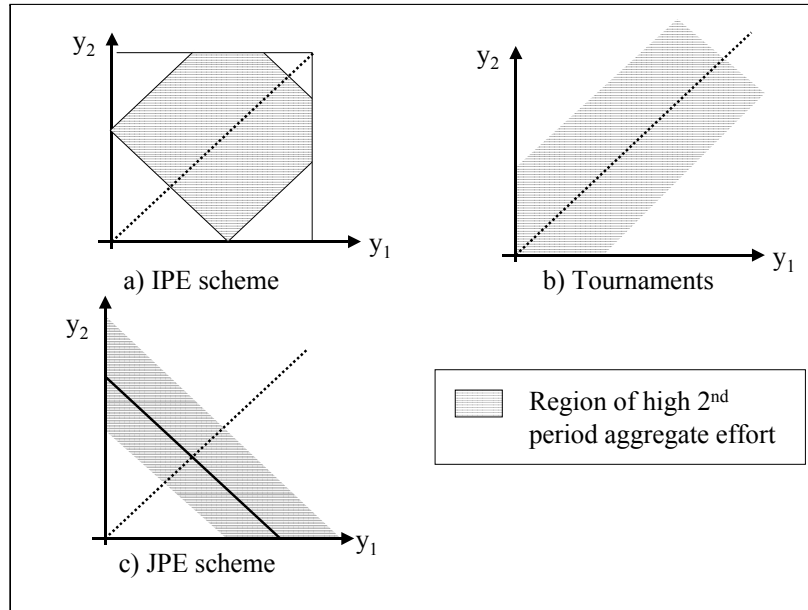 y₂
y₁
a) IPE scheme
y₂
y₁
b) Tournaments
y₂
y₁
c) JPE scheme
Region of high 2ⁿᵈ
period aggregate effort